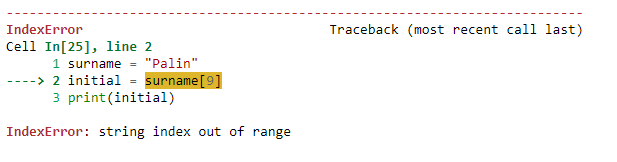 ---------------------------------------------------------------------------
IndexError                                Traceback (most recent call last)
Cell In[25], line 2
      1 surname = "Palin"
----> 2 initial = surname[9]
      3 print(initial)

IndexError: string index out of range